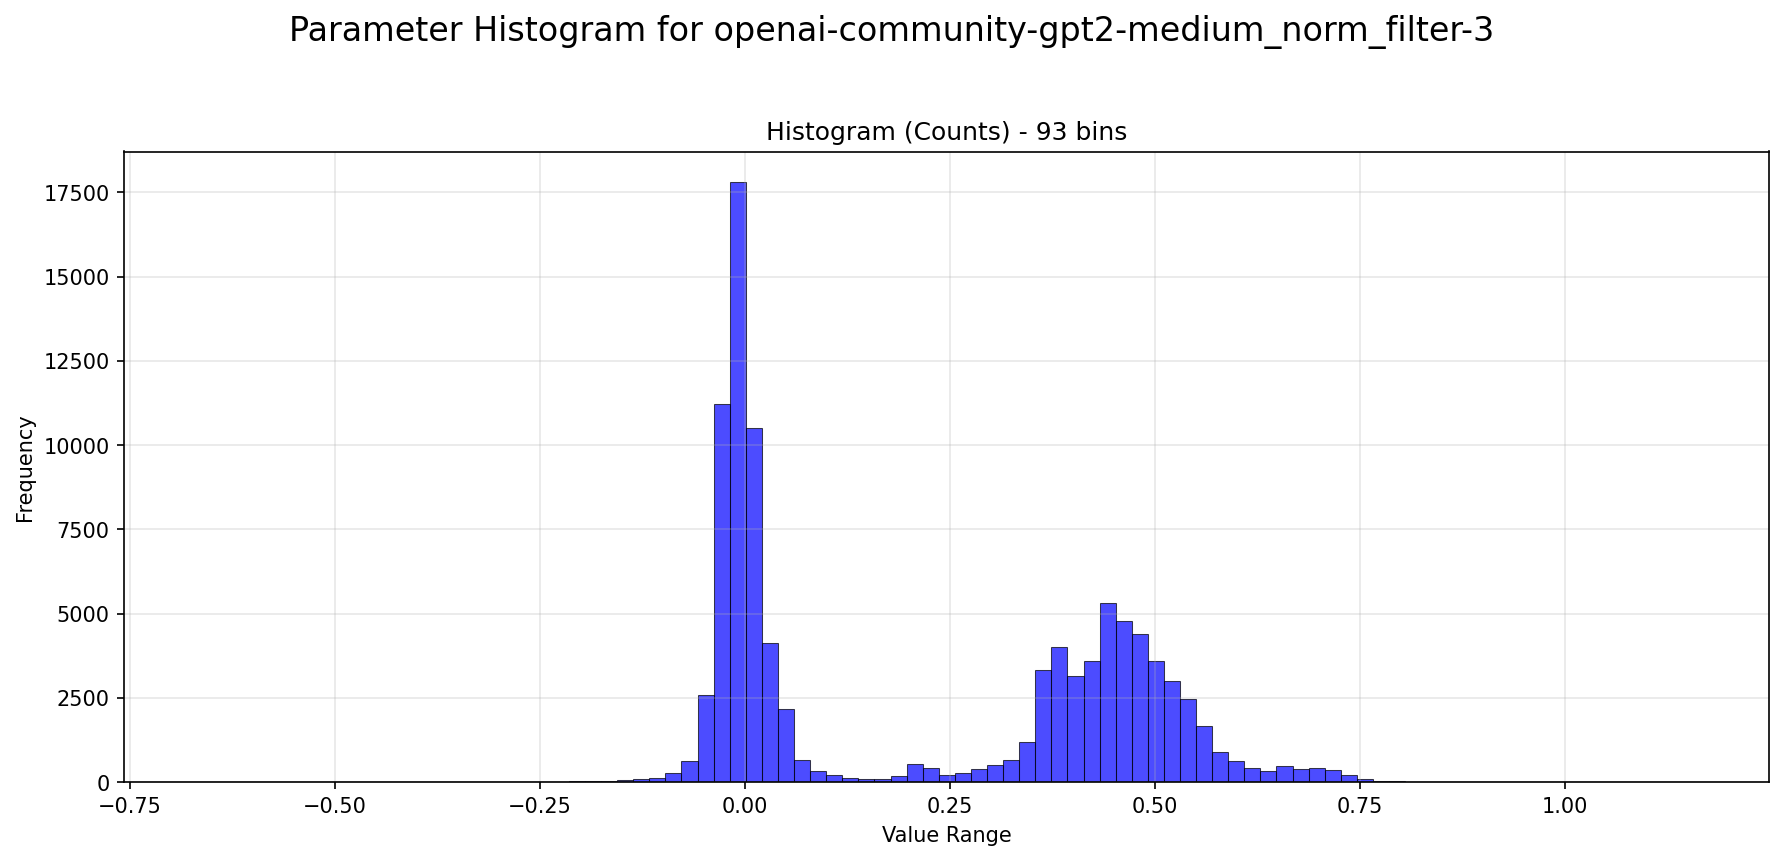 Parameter Histogram for openai-community-gpt2-medium_norm_filter-3
Histogram (Counts) - 93 bins
17500
15000
12500
10000
7500
5000
2500
0
Frequency
−0.75 −0.50 −0.25 0.00 0.25 0.50 0.75 1.00
Value Range